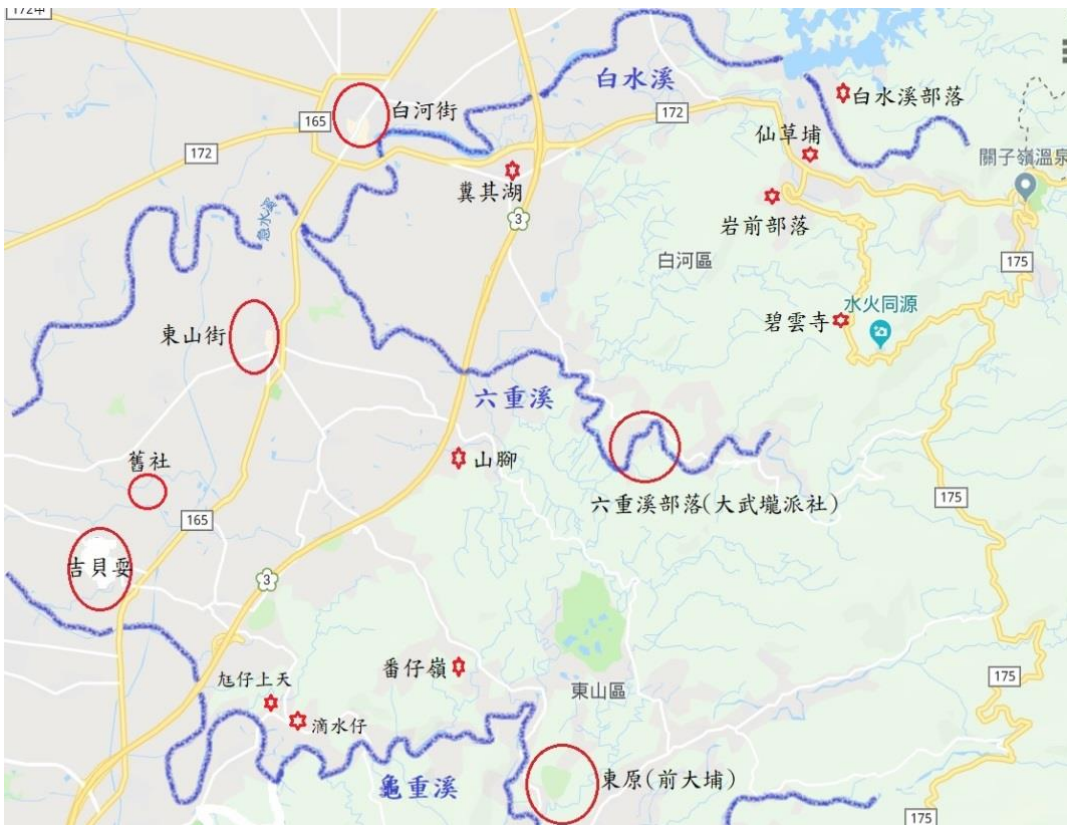 172甲
白水溪
白水溪部落
165
白河街
172
172
仙草埔
關子嶺溫泉
冀其湖
3
岩前部落
急水溪
白河區
175
水火同源
碧雲寺
東山街
六重溪
山腳
舊社
六重溪部落(大武壠派社)
175
165
吉貝耍
3
番仔嶺
175
尪仔上天
東山區
滴水仔
龜重溪
東原(前大埔)
175